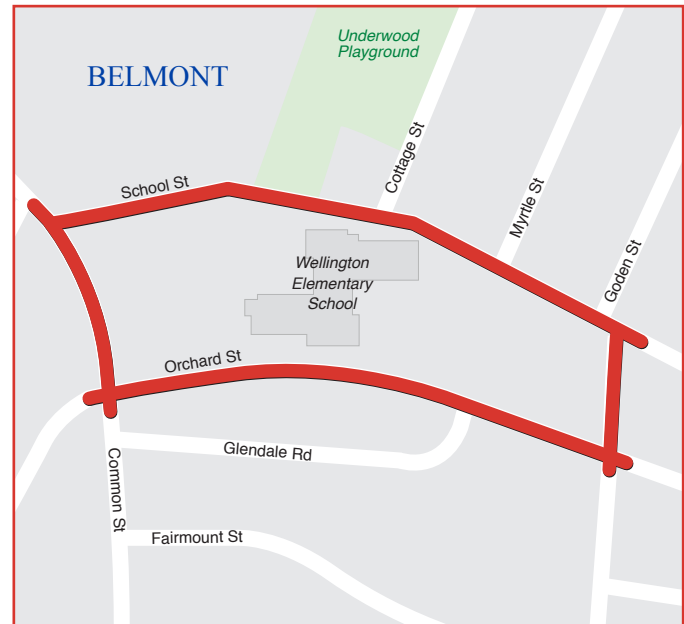 Underwood
Playground
BELMONT
Cottage St
School St
Myrtle St
Wellington
Elementary
School
Goden St
Orchard St
Glendale Rd
Common St
Fairmount St